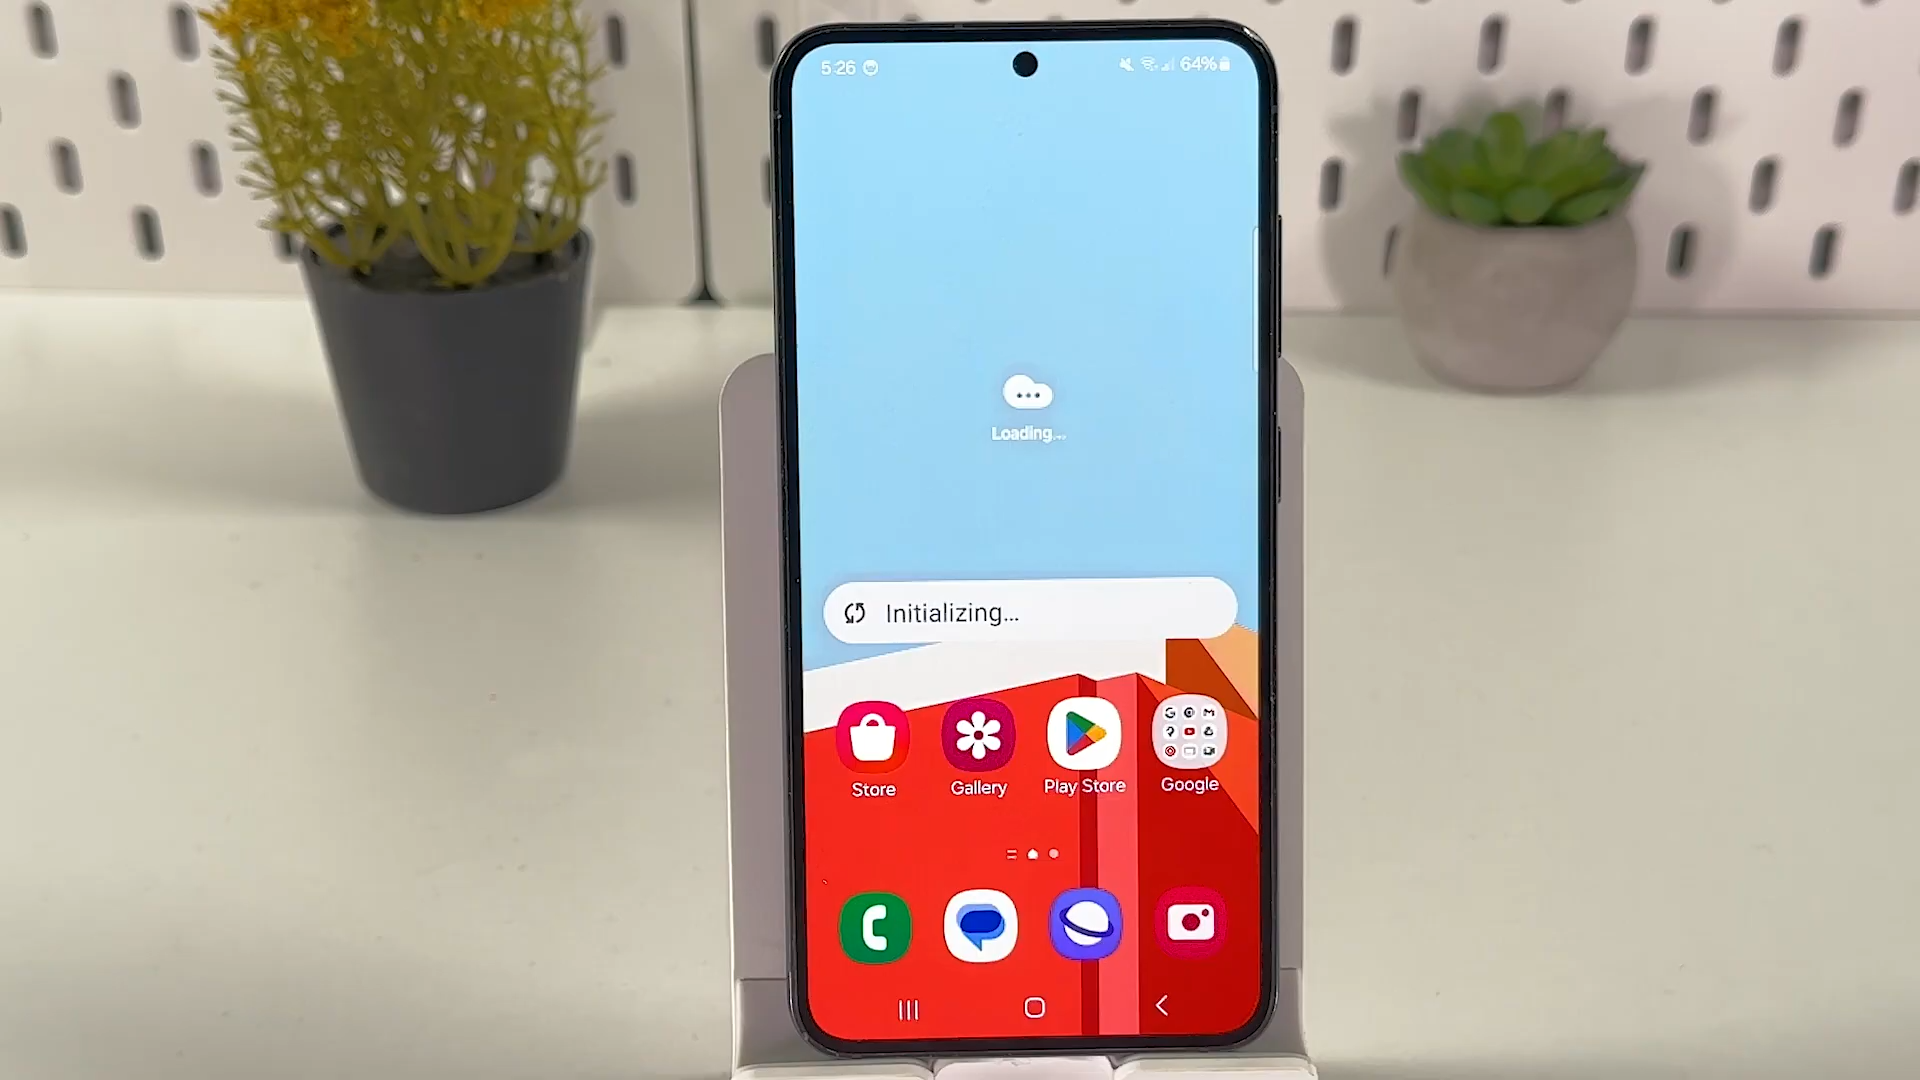 5:26
64%
Loading...
Initializing...
Store
Gallery
Play Store
Google